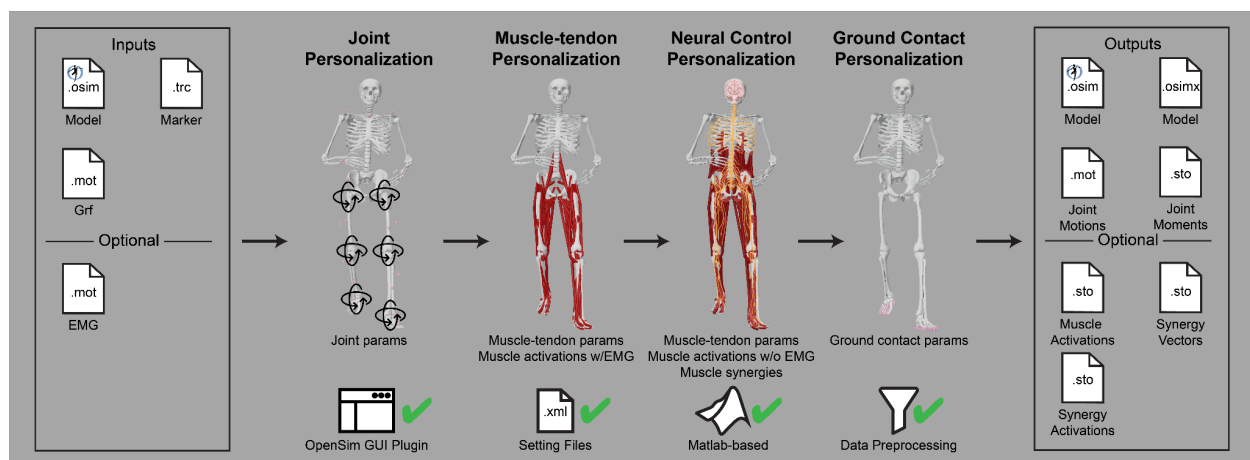 Inputs
.osim
Model
.trc
Marker
.mot
Grf
Optional
.mot
EMG
Joint
Personalization
Joint params
OpenSim GUI Plugin
Muscle-tendon
Personalization
Muscle-tendon params
Muscle activations w/EMG
.xml
Setting Files
Neural Control
Personalization
Muscle-tendon params
Muscle activations w/o EMG
Muscle synergies
Matlab-based
Ground Contact
Personalization
Ground contact params
Data Preprocessing
Outputs
.osim
Model
.osimx
Model
.mot
Joint
Motions
.sto
Joint
Moments
Optional
.sto
Muscle
Activations
.sto
Synergy
Vectors
.sto
Synergy
Activations